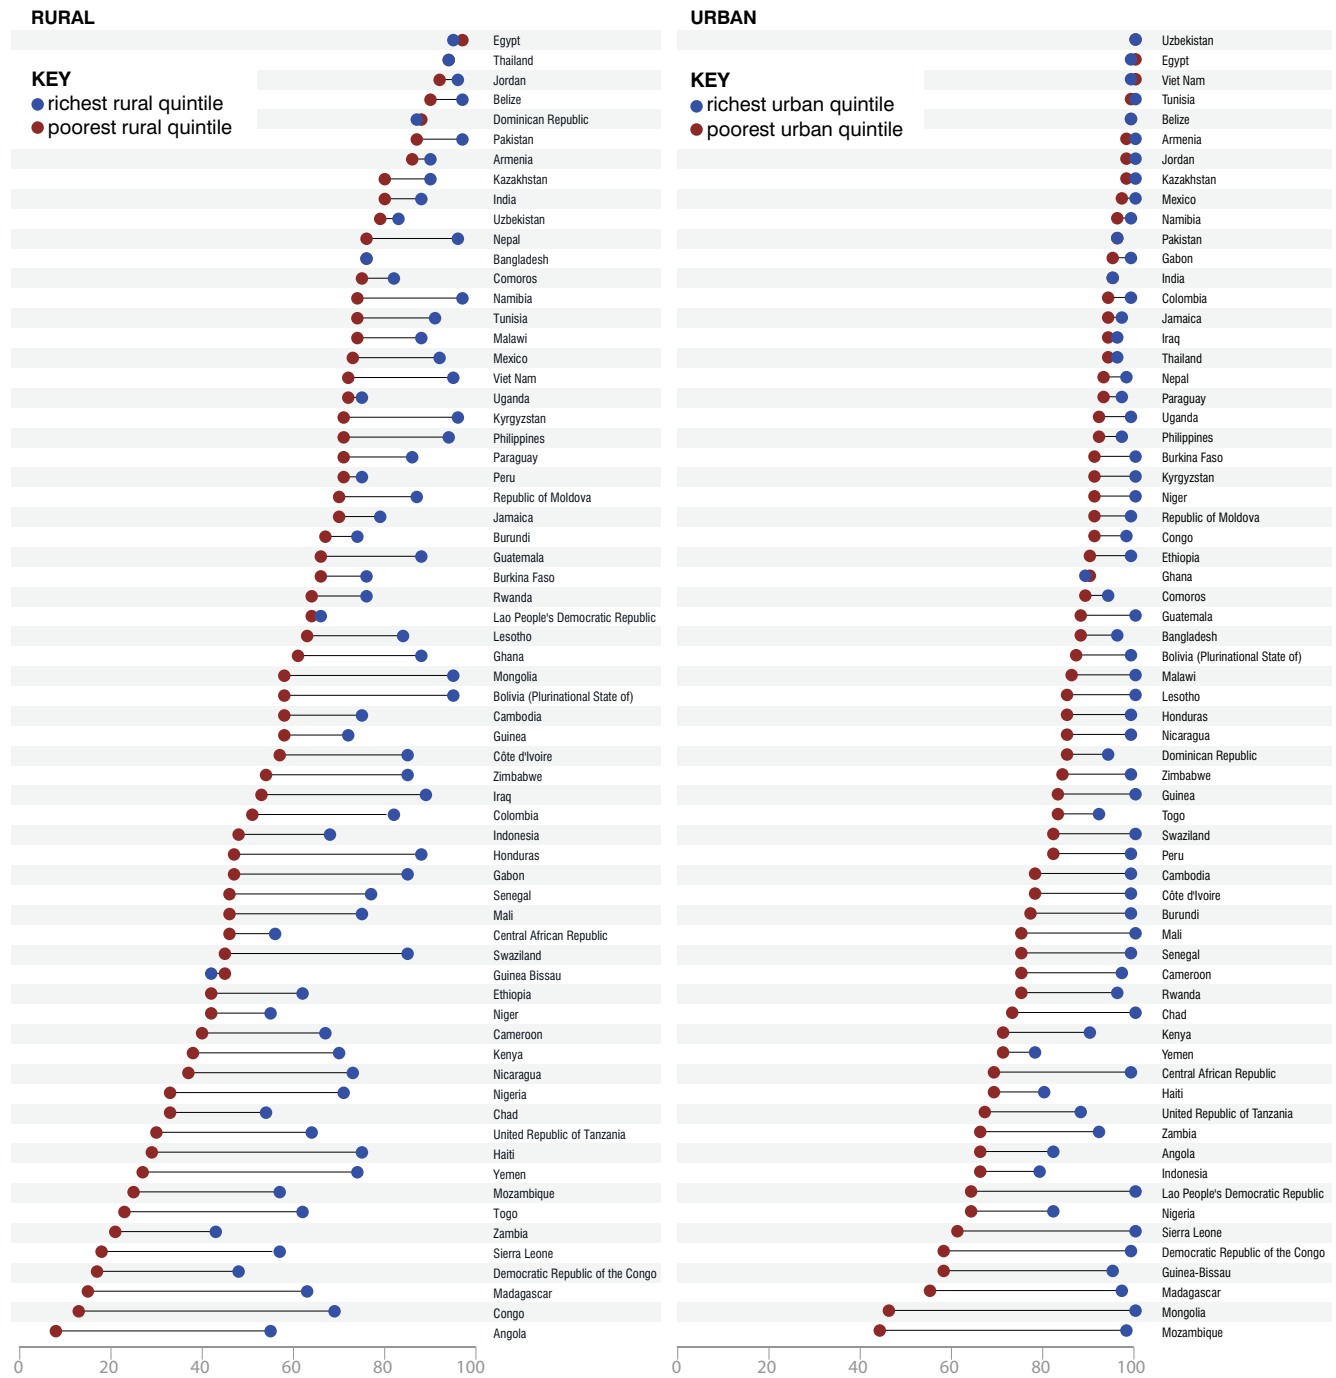 RURAL
KEY
richest rural quintile
poorest rural quintile
Egypt
Thailand
Jordan
Belize
Dominican Republic
Pakistan
Armenia
Kazakhstan
India
Uzbekistan
Nepal
Bangladesh
Comoros
Namibia
Tunisia
Malawi
Mexico
Viet Nam
Uganda
Kyrgyzstan
Philippines
Paraguay
Peru
Republic of Moldova
Jamaica
Burundi
Guatemala
Burkina Faso
Rwanda
Lao People's Democratic Republic
Lesotho
Ghana
Mongolia
Bolivia (Plurinational State of)
Cambodia
Guinea
Côte d'Ivoire
Zimbabwe
Iraq
Colombia
Indonesia
Honduras
Gabon
Senegal
Mali
Central African Republic
Swaziland
Guinea Bissau
Ethiopia
Niger
Cameroon
Kenya
Nicaragua
Nigeria
Chad
United Republic of Tanzania
Haiti
Yemen
Mozambique
Togo
Zambia
Sierra Leone
Democratic Republic of the Congo
Madagascar
Congo
Angola
0 20 40 60 80 100
URBAN
KEY
richest urban quintile
poorest urban quintile
Uzbekistan
Egypt
Viet Nam
Tunisia
Belize
Armenia
Jordan
Kazakhstan
Mexico
Namibia
Pakistan
Gabon
India
Colombia
Jamaica
Iraq
Thailand
Nepal
Paraguay
Uganda
Philippines
Burkina Faso
Kyrgyzstan
Niger
Republic of Moldova
Congo
Ethiopia
Ghana
Comoros
Guatemala
Bangladesh
Bolivia (Plurinational State of)
Malawi
Lesotho
Honduras
Nicaragua
Dominican Republic
Zimbabwe
Guinea
Togo
Swaziland
Peru
Cambodia
Côte d'Ivoire
Burundi
Mali
Senegal
Cameroon
Rwanda
Chad
Kenya
Yemen
Central African Republic
Haiti
United Republic of Tanzania
Zambia
Angola
Indonesia
Lao People's Democratic Republic
Nigeria
Sierra Leone
Democratic Republic of the Congo
Guinea-Bissau
Madagascar
Mongolia
Mozambique
0 20 40 60 80 100